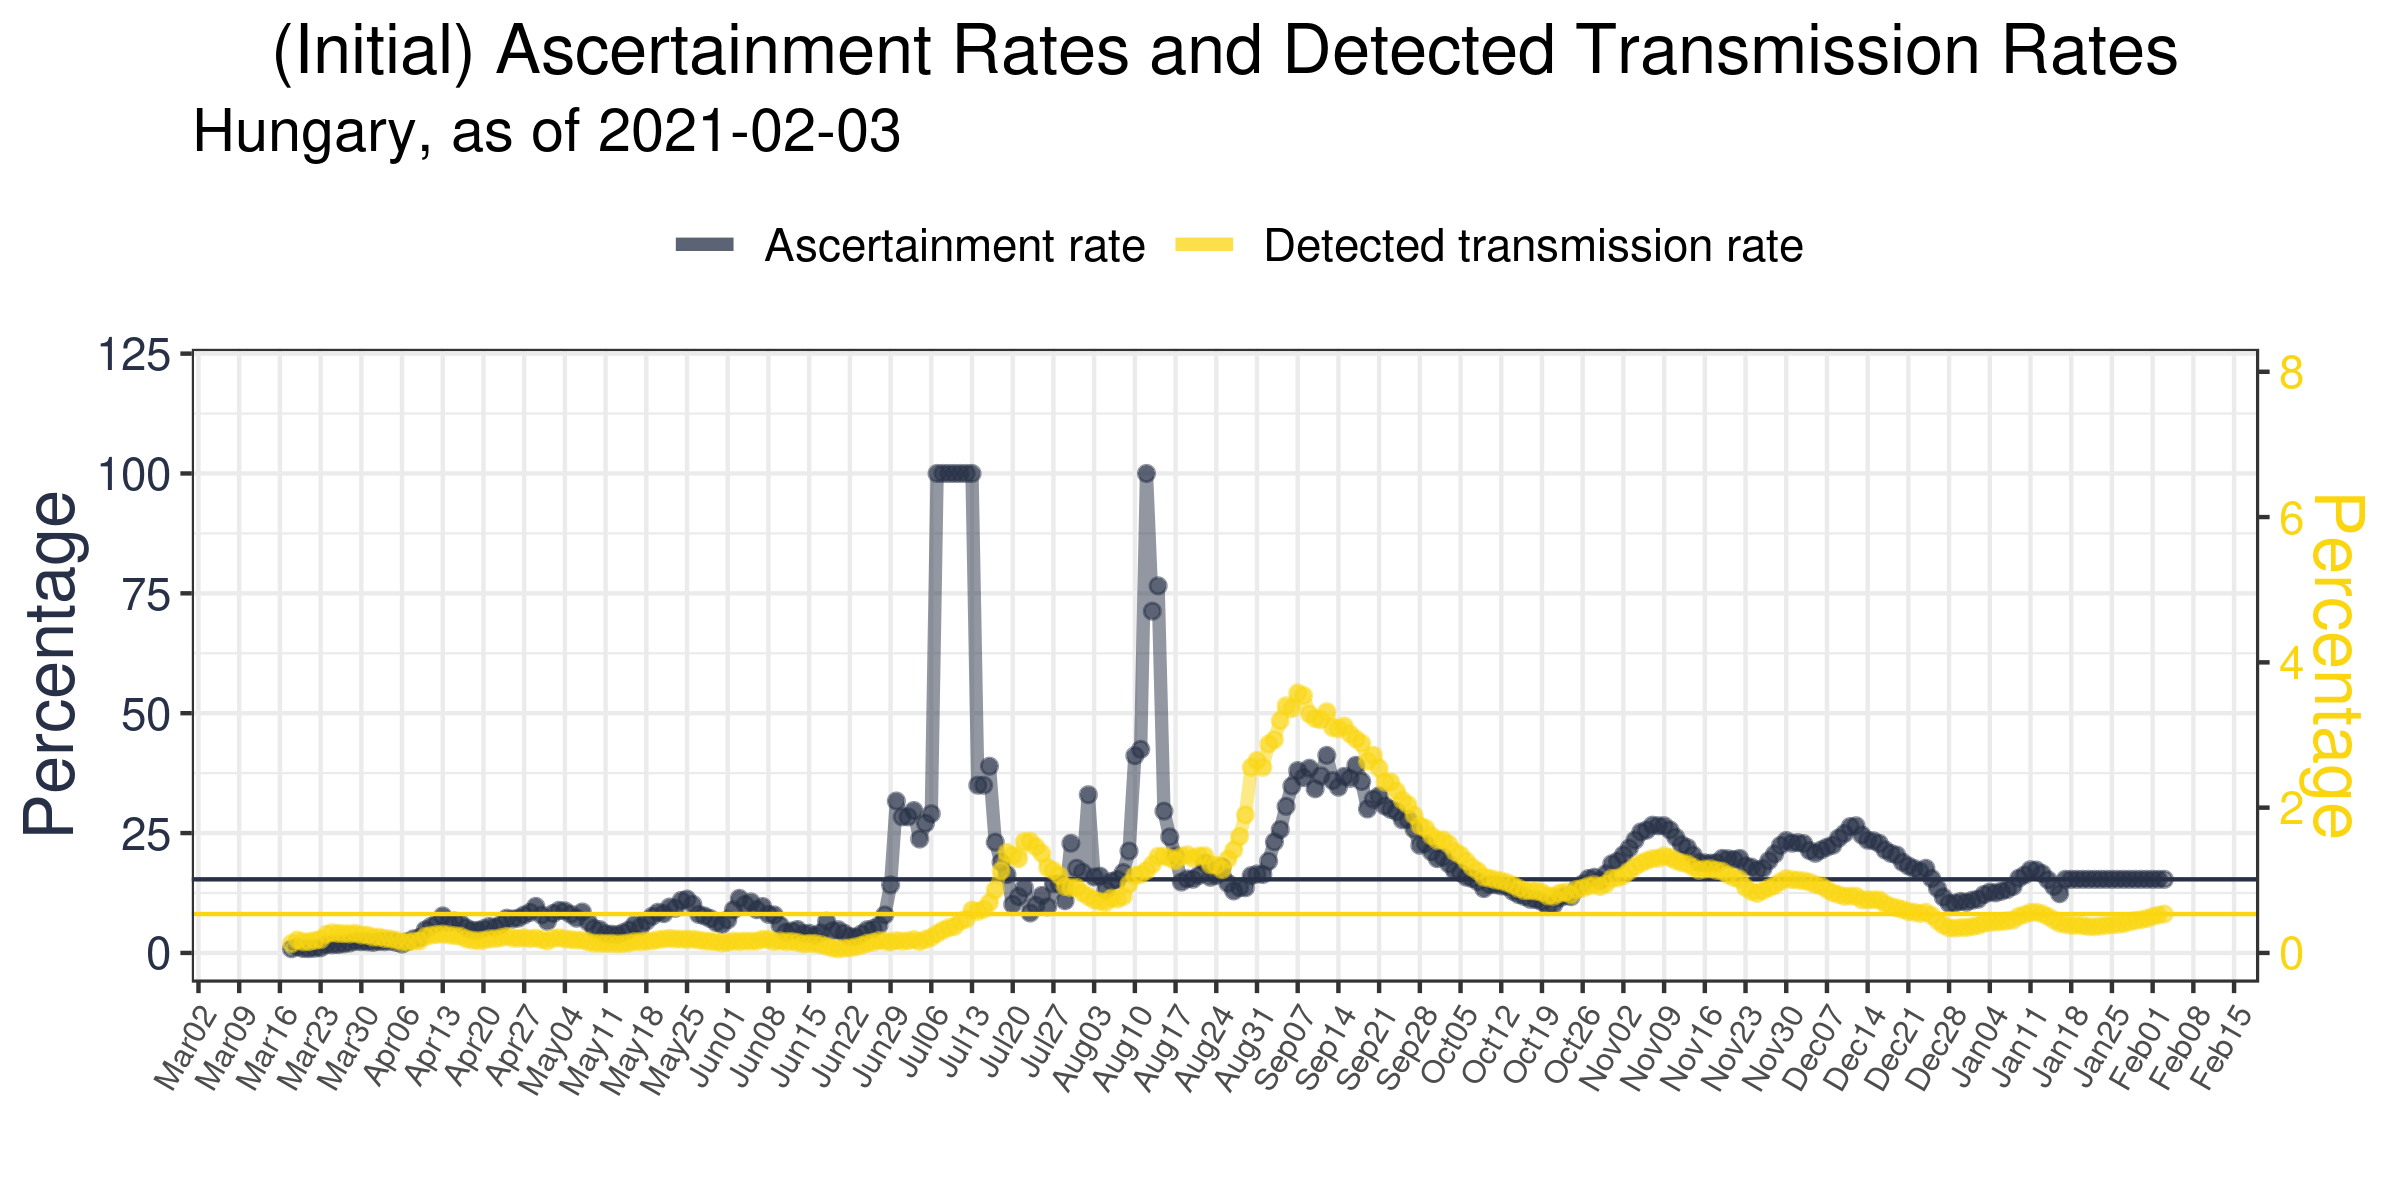 (Initial) Ascertainment Rates and Detected Transmission Rates
Hungary, as of 2021-02-03
Ascertainment rate Detected transmission rate
125
100
75
50
25
0
Percentage
8
6
4
2
0
Percentage
Mar02 Mar09 Mar16 Mar23 Mar30 Apr06 Apr13 Apr20 Apr27 May04 May11 May18 May25 Jun01 Jun08 Jun15 Jun22 Jun29 Jul06 Jul13 Jul20 Jul27 Aug03 Aug10 Aug17 Aug24 Aug31 Sep07 Sep14 Sep21 Sep28 Oct05 Oct12 Oct19 Oct26 Nov02 Nov09 Nov16 Nov23 Nov30 Dec07 Dec14 Dec21 Dec28 Jan04 Jan11 Jan18 Jan25 Feb01 Feb08 Feb15